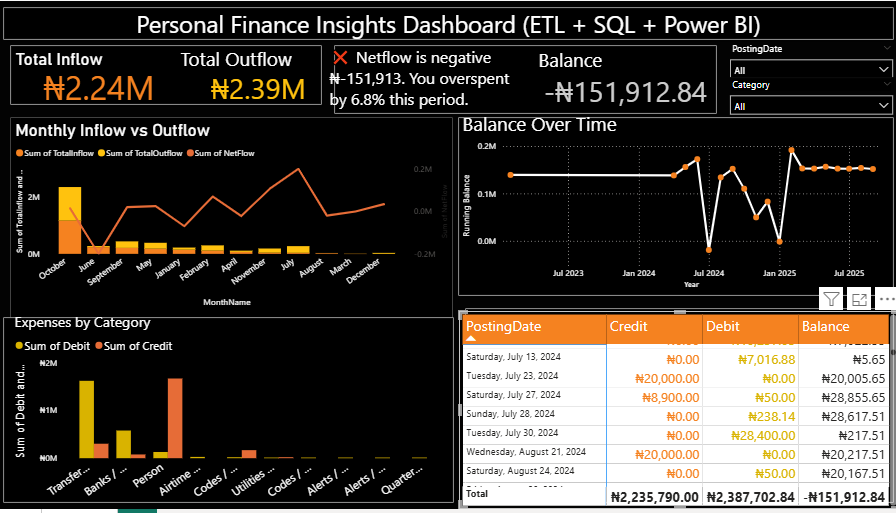 Personal Finance Insights Dashboard (ETL + SQL + Power BI)
Total Inflow
₦2.24M
Total Outflow
₦2.39M
❌ Netflow is negative
₦-151,913. You overspent
by 6.8% this period.
Balance
-₦151,912.84
PostingDate
All
Category
All
Monthly Inflow vs Outflow
Sum of TotalInflow Sum of TotalOutflow Sum of NetFlow
Sum of TotalInflow and ...
2M
0M
0.2M
0.0M
-0.2M
Sum of NetFlow
October
June
September
May
January
February
April
November
July
August
March
December
MonthName
Balance Over Time
Running Balance
0.2M
0.1M
0.0M
Jul 2023
Jan 2024
Jul 2024
Jan 2025
Jul 2025
Year
Expenses by Category
Sum of Debit Sum of Credit
Sum of Debit and...
₦2M
₦1M
₦0M
Transfer...
Banks / ...
Person
Airtime ...
Codes / ...
Utilities ...
Codes / ...
Alerts / ...
Alerts / ...
Quarter...
PostingDate Credit Debit Balance
Saturday, July 13, 2024 ₦0.00 ₦7,016.88 ₦5.65
Tuesday, July 23, 2024 ₦20,000.00 ₦0.00 ₦20,005.65
Saturday, July 27, 2024 ₦8,900.00 ₦50.00 ₦28,855.65
Sunday, July 28, 2024 ₦0.00 ₦238.14 ₦28,617.51
Tuesday, July 30, 2024 ₦0.00 ₦28,400.00 ₦217.51
Wednesday, August 21, 2024 ₦20,000.00 ₦0.00 ₦20,217.51
Saturday, August 24, 2024 ₦0.00 ₦50.00 ₦20,167.51
Total ₦2,235,790.00 ₦2,387,702.84 -₦151,912.84